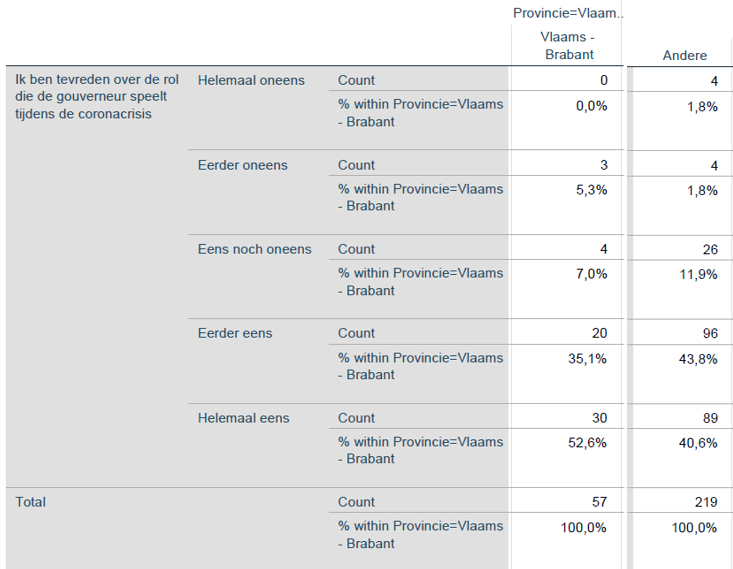 Provincie=Vlaam..
Vlaams -
Brabant
Andere
Ik ben tevreden over de rol
die de gouverneur speelt
tijdens de coronacrisis
Helemaal oneens
Count
0
4
% within Provincie=Vlaams
- Brabant
0,0%
1,8%
Eerder oneens
Count
3
4
% within Provincie=Vlaams
- Brabant
5,3%
1,8%
Eens noch oneens
Count
4
26
% within Provincie=Vlaams
- Brabant
7,0%
11,9%
Eerder eens
Count
20
96
% within Provincie=Vlaams
- Brabant
35,1%
43,8%
Helemaal eens
Count
30
89
% within Provincie=Vlaams
- Brabant
52,6%
40,6%
Total
Count
57
219
% within Provincie=Vlaams
- Brabant
100,0%
100,0%